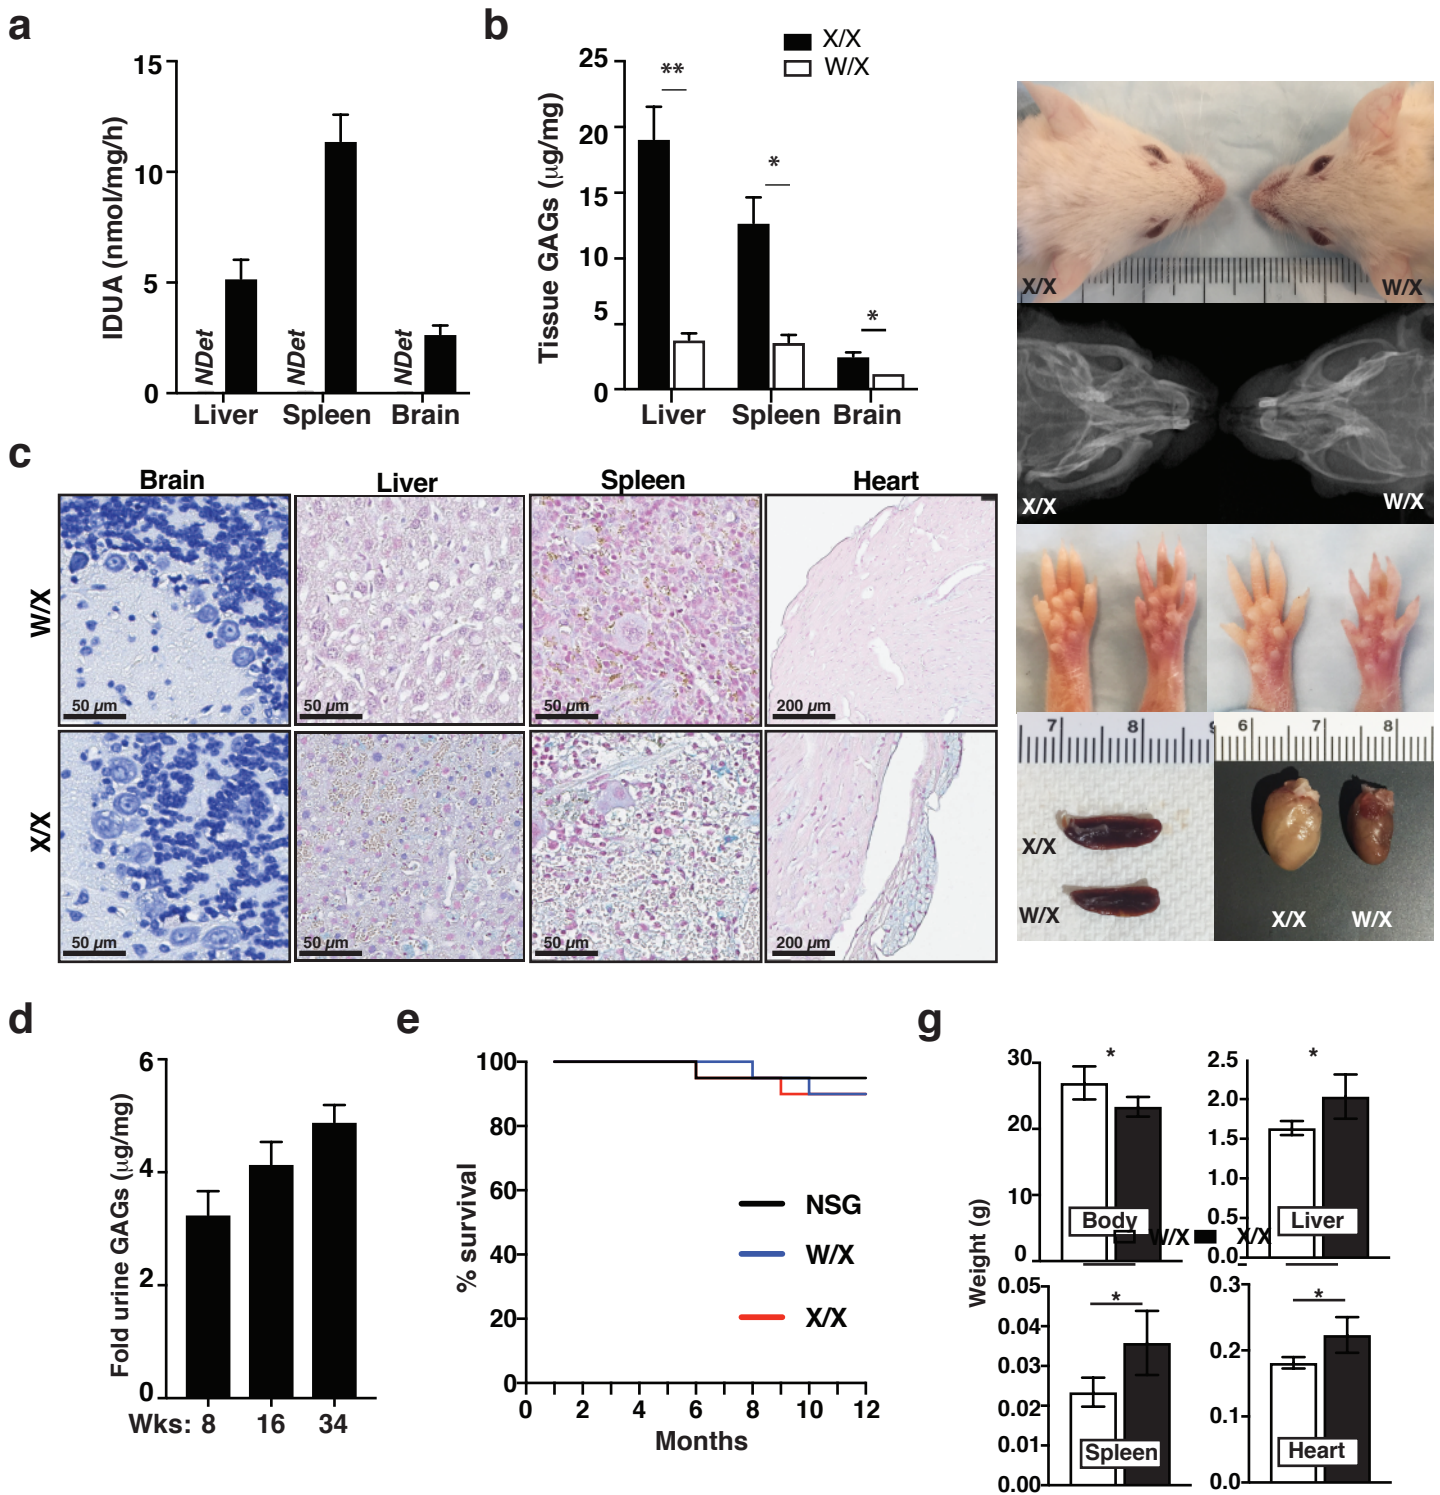 a
IDUA (nmol/mg/h)
15
10
5
0
NDet
NDet
NDet
Liver
Spleen
Brain
b
X/X
W/X
Tissue GAGs (µg/mg)
25
20
15
10
5
0
**
*
*
Liver
Spleen
Brain
X/X
W/X
X/X
W/X
7
8
9
X/X
W/X
6
7
8
X/X
W/X
c
Brain
Liver
Spleen
Heart
W/X
50 µm
50 µm
50 µm
200 µm
X/X
50 µm
50 µm
50 µm
200 µm
d
Fold urine GAGs (µg/mg)
6
4
2
0
Wks: 8
16
34
e
% survival
100
80
60
40
20
0
NSG
W/X
X/X
0
2
4
6
8
10
12
Months
g
Weight (g)
30
20
10
0
*
Body
2.5
2.0
1.5
1.0
0.5
0.0
*
Liver
W/X
X/X
0.05
0.04
0.03
0.02
0.01
0.00
*
Spleen
0.3
0.2
0.1
0.0
*
Heart